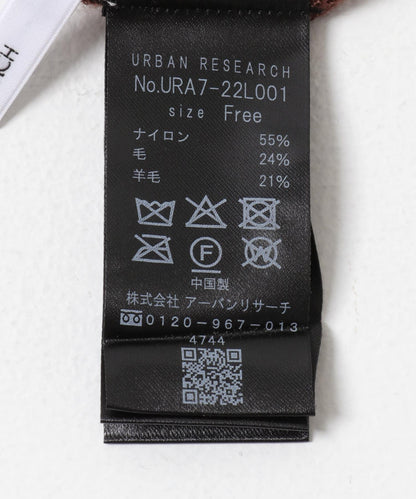 URBAN RESEARCH
No.URA7-22L001
size Free
ナイロン 55%
毛 24%
羊毛 21%
F
W
中国製
株式会社 アーバンリサーチ
0120-967-013
4744